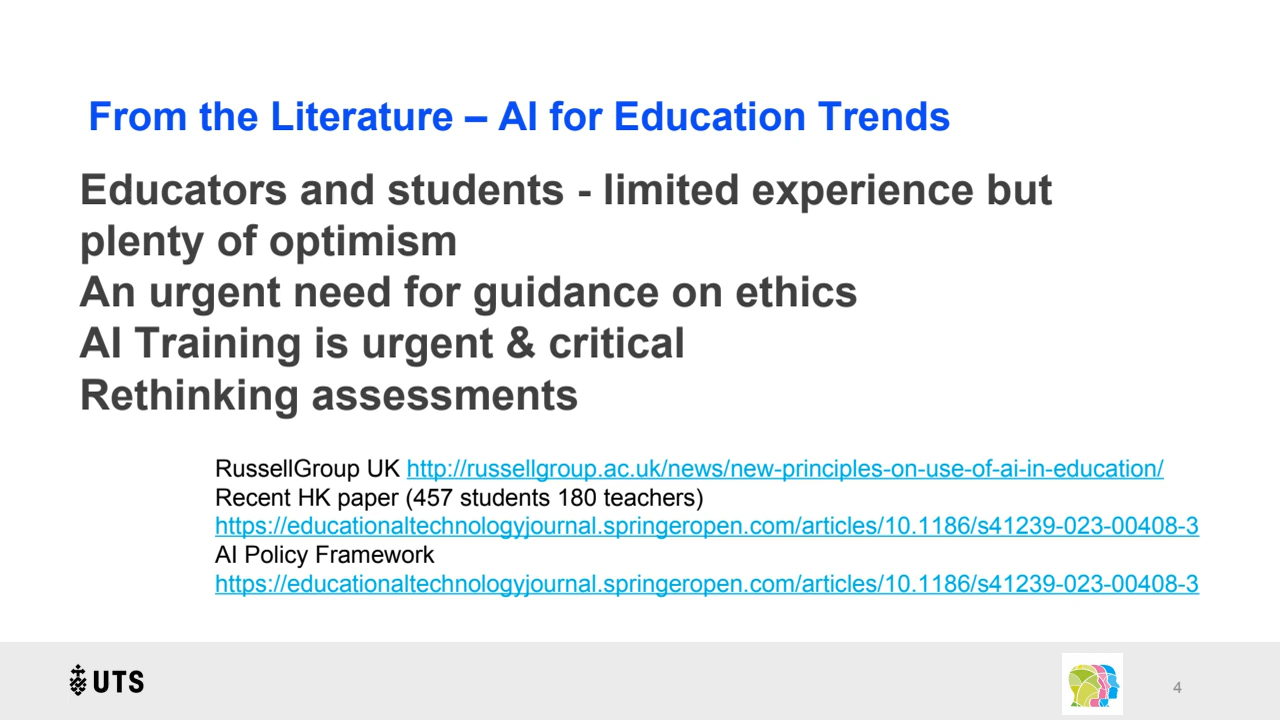 From the Literature – AI for Education Trends
Educators and students - limited experience but
plenty of optimism
An urgent need for guidance on ethics
AI Training is urgent & critical
Rethinking assessments
RussellGroup UK http://russellgroup.ac.uk/news/new-principles-on-use-of-ai-in-education/
Recent HK paper (457 students 180 teachers)
https://educationaltechnologyjournal.springeropen.com/articles/10.1186/s41239-023-00408-3
AI Policy Framework
https://educationaltechnologyjournal.springeropen.com/articles/10.1186/s41239-023-00408-3
UTS
4